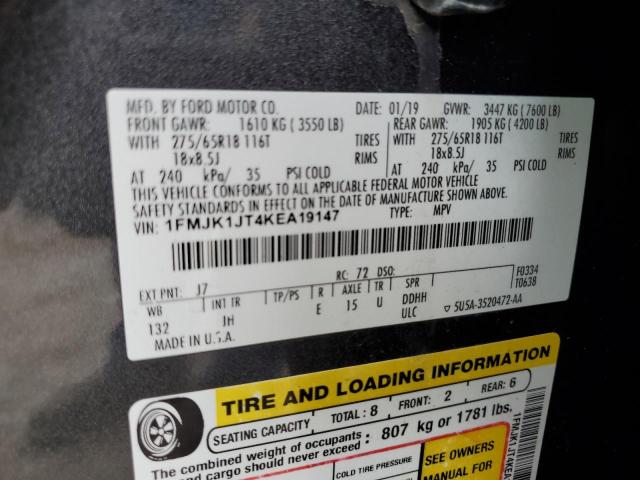 MFD. BY FORD MOTOR CO. DATE: 01/19 GVWR: 3447 KG ( 7600 LB)
FRONT GAWR: 1610 KG ( 3550 LB) REAR GAWR: 1905 KG ( 4200 LB)
WITH 275/65R18 116T TIRES 275/65R18 116T TIRES
18x8.5J RIMS 18x8.5J RIMS
AT 240 kPa/ 35 PSI COLD AT 240 kPa/ 35 PSI COLD
THIS VEHICLE CONFORMS TO ALL APPLICABLE FEDERAL MOTOR VEHICLE
SAFETY STANDARDS IN EFFECT ON THE DATE OF MANUFACTURE SHOWN ABOVE.
VIN: 1FMJK1JT4KEA19147 TYPE: MPV
EXT PNT: J7 RC: 72 DSO: F0334
WB INT TR TP/PS R AXLE TR SPR T0638
132 JH E 15 U DDHH
ULC ▽ 5U5A-3520472-AA
MADE IN U.S.A.
TIRE AND LOADING INFORMATION
SEATING CAPACITY TOTAL: 8 FRONT: 2 REAR: 6
The combined weight of occupants
and cargo should never exceed: 807 kg or 1781 lbs.
COLD TIRE PRESSURE
SEE OWNERS
MANUAL FOR
1FMJK1JT4KEA